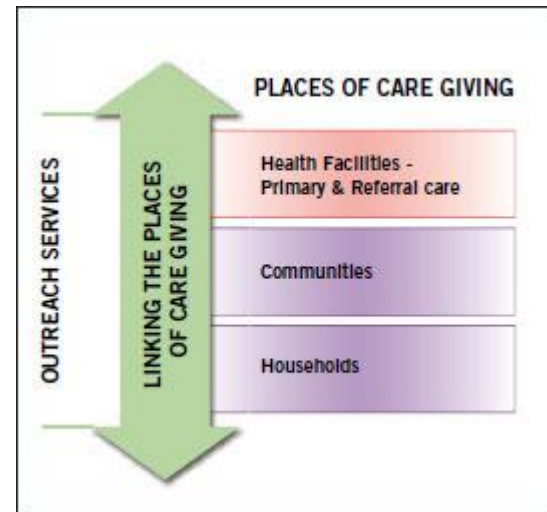 PLACES OF CARE GIVING
OUTREACH SERVICES
LINKING THE PLACES
OF CARE GIVING
Health Facilities -
Primary & Referral care
Communities
Households